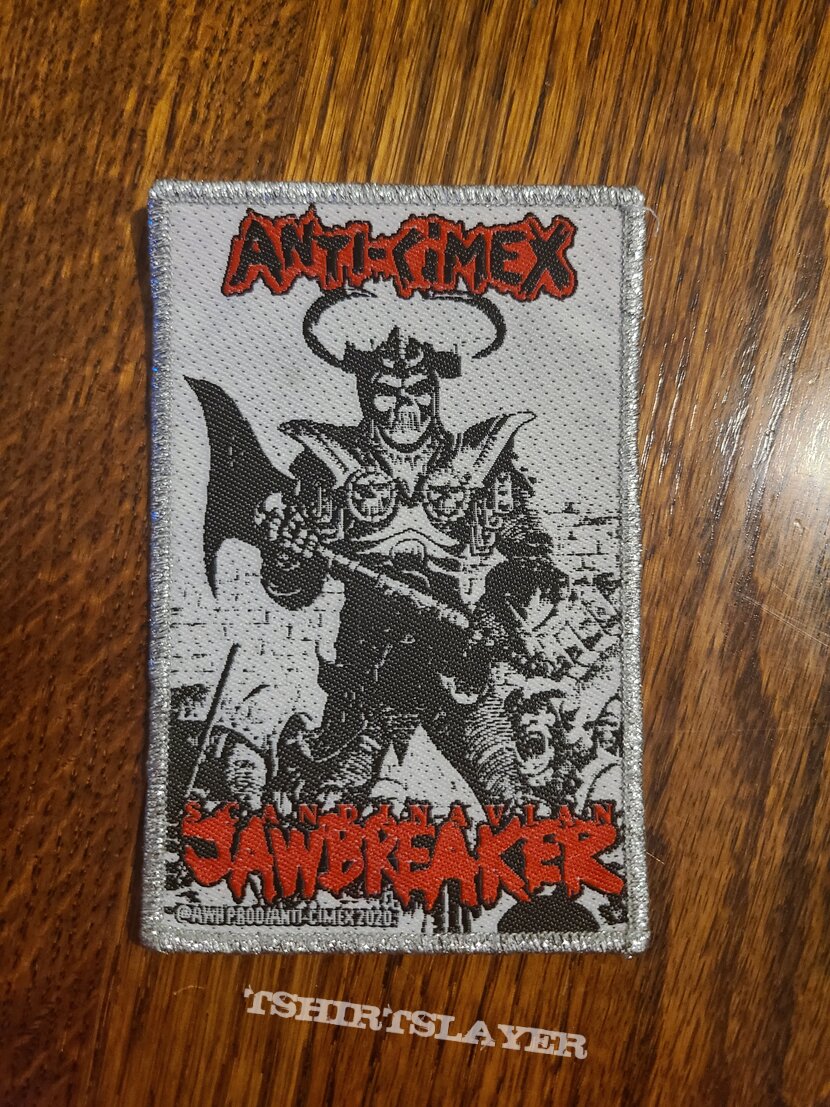 ANTI-CIMEX
SCANDINAVIAN
JAWBREAKER
@AWH PROD/ANTI-CIMEX 2020
TSHIRTSLAYER